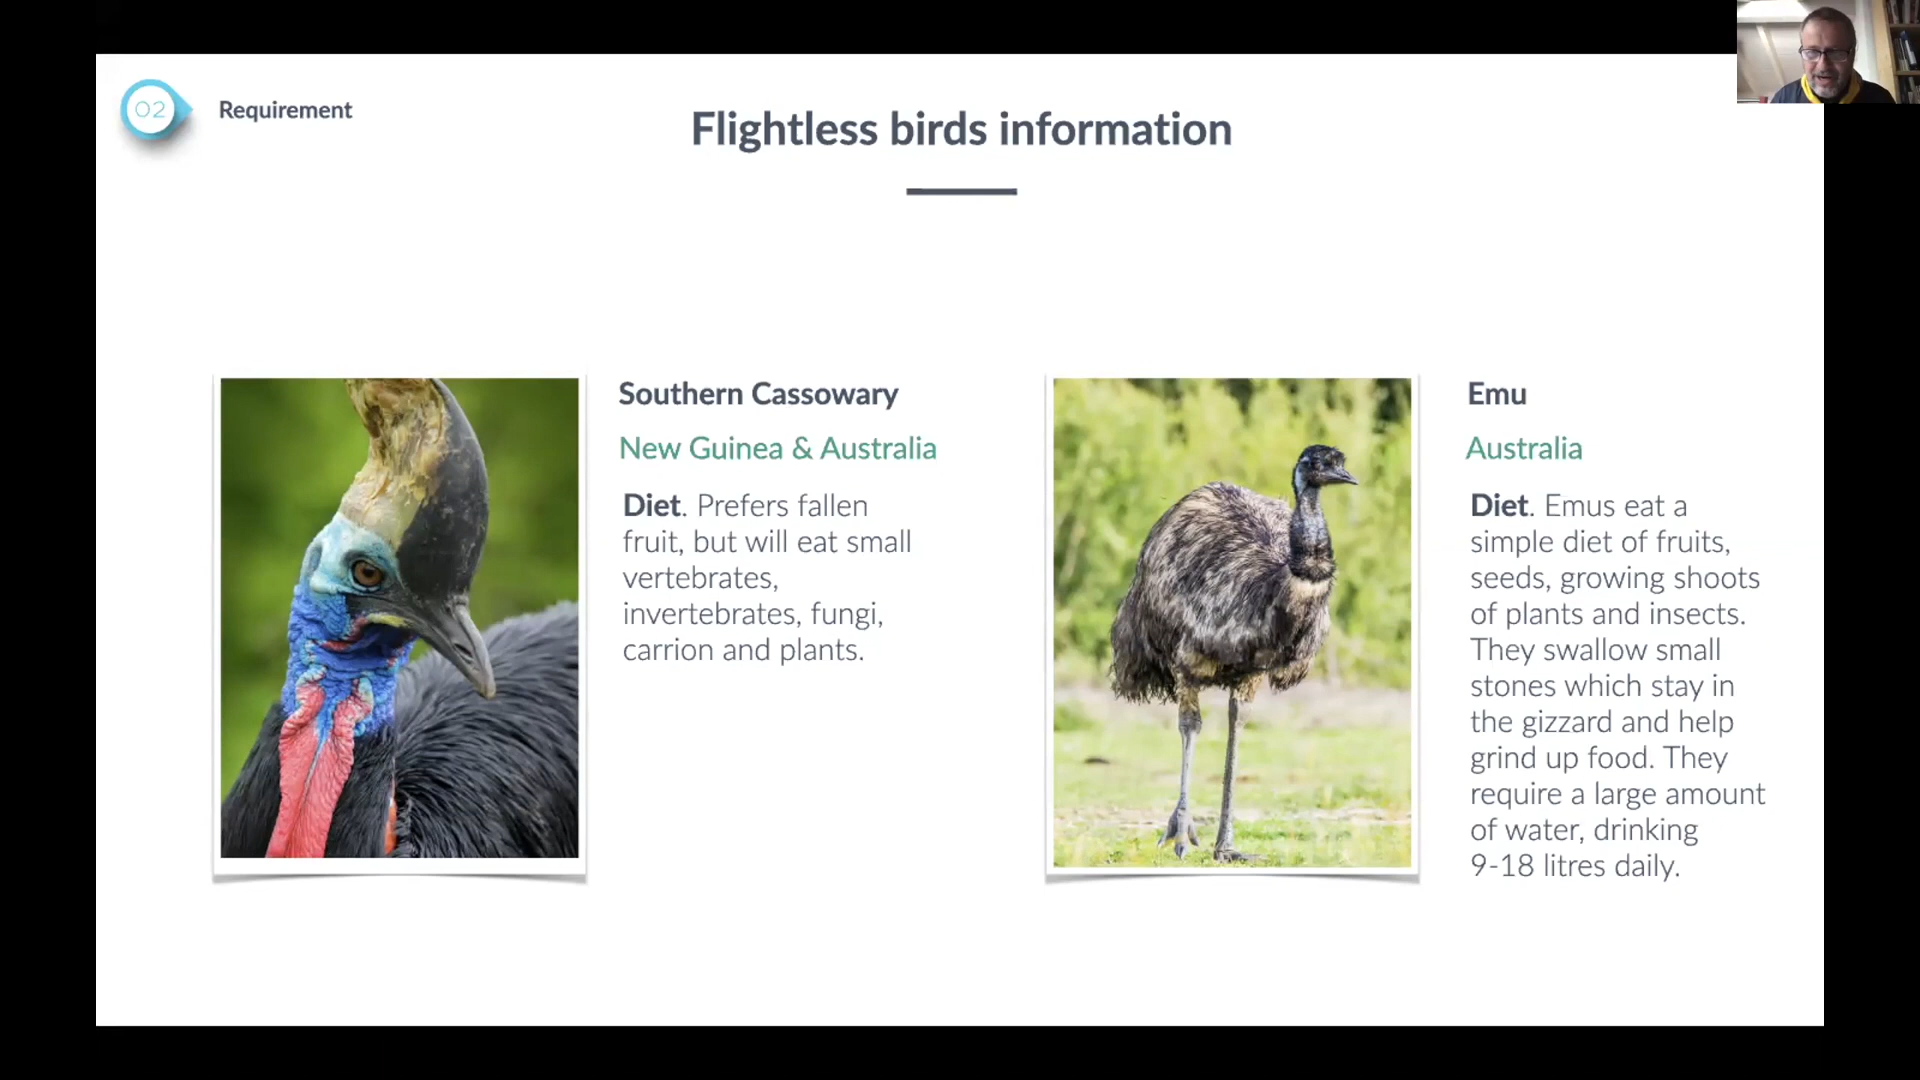 02
Requirement
Flightless birds information
Southern Cassowary
New Guinea & Australia
Diet. Prefers fallen
fruit, but will eat small
vertebrates,
invertebrates, fungi,
carrion and plants.
Emu
Australia
Diet. Emus eat a
simple diet of fruits,
seeds, growing shoots
of plants and insects.
They swallow small
stones which stay in
the gizzard and help
grind up food. They
require a large amount
of water, drinking
9-18 litres daily.